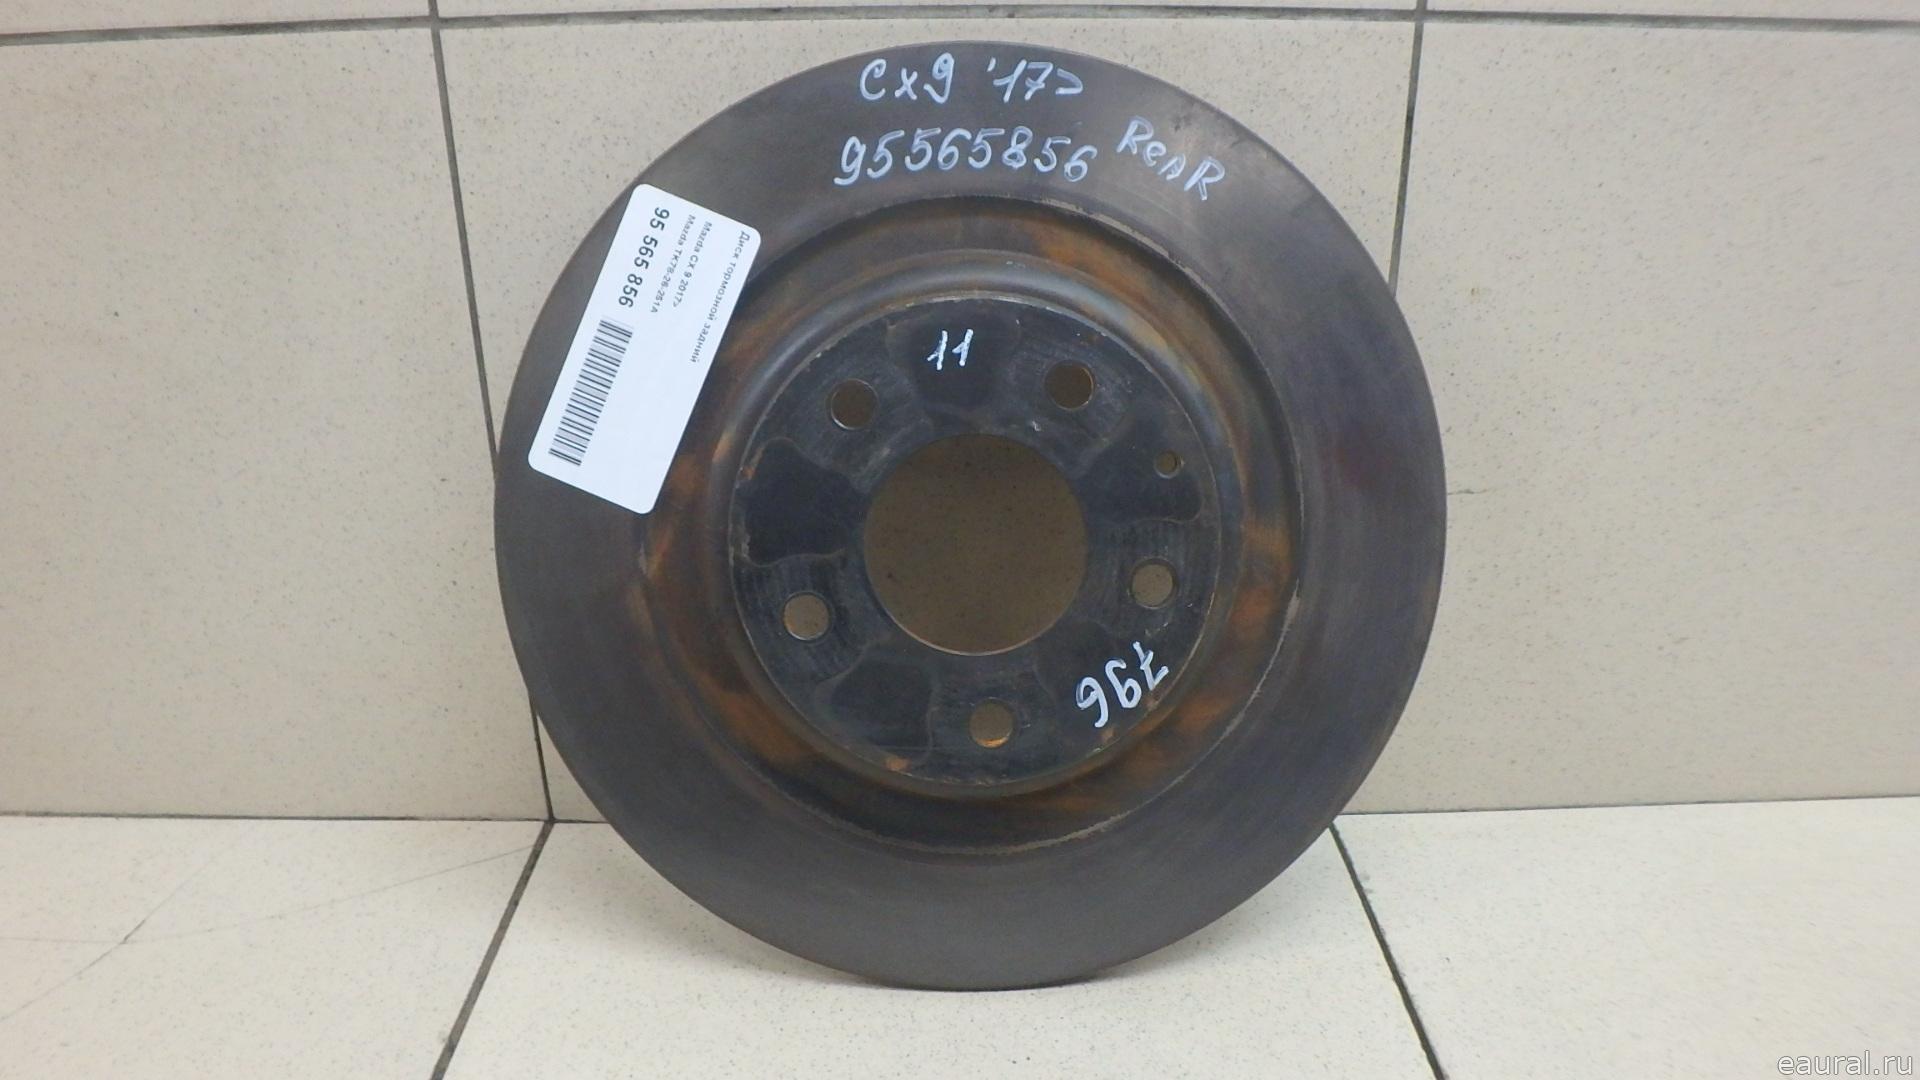 Cx9 '17>
95565856 ReAR
Диск тормозной задний
Mazda CX 9 2017>
Mazda TK78-26-251A
95 565 856
11
796
eaural.ru